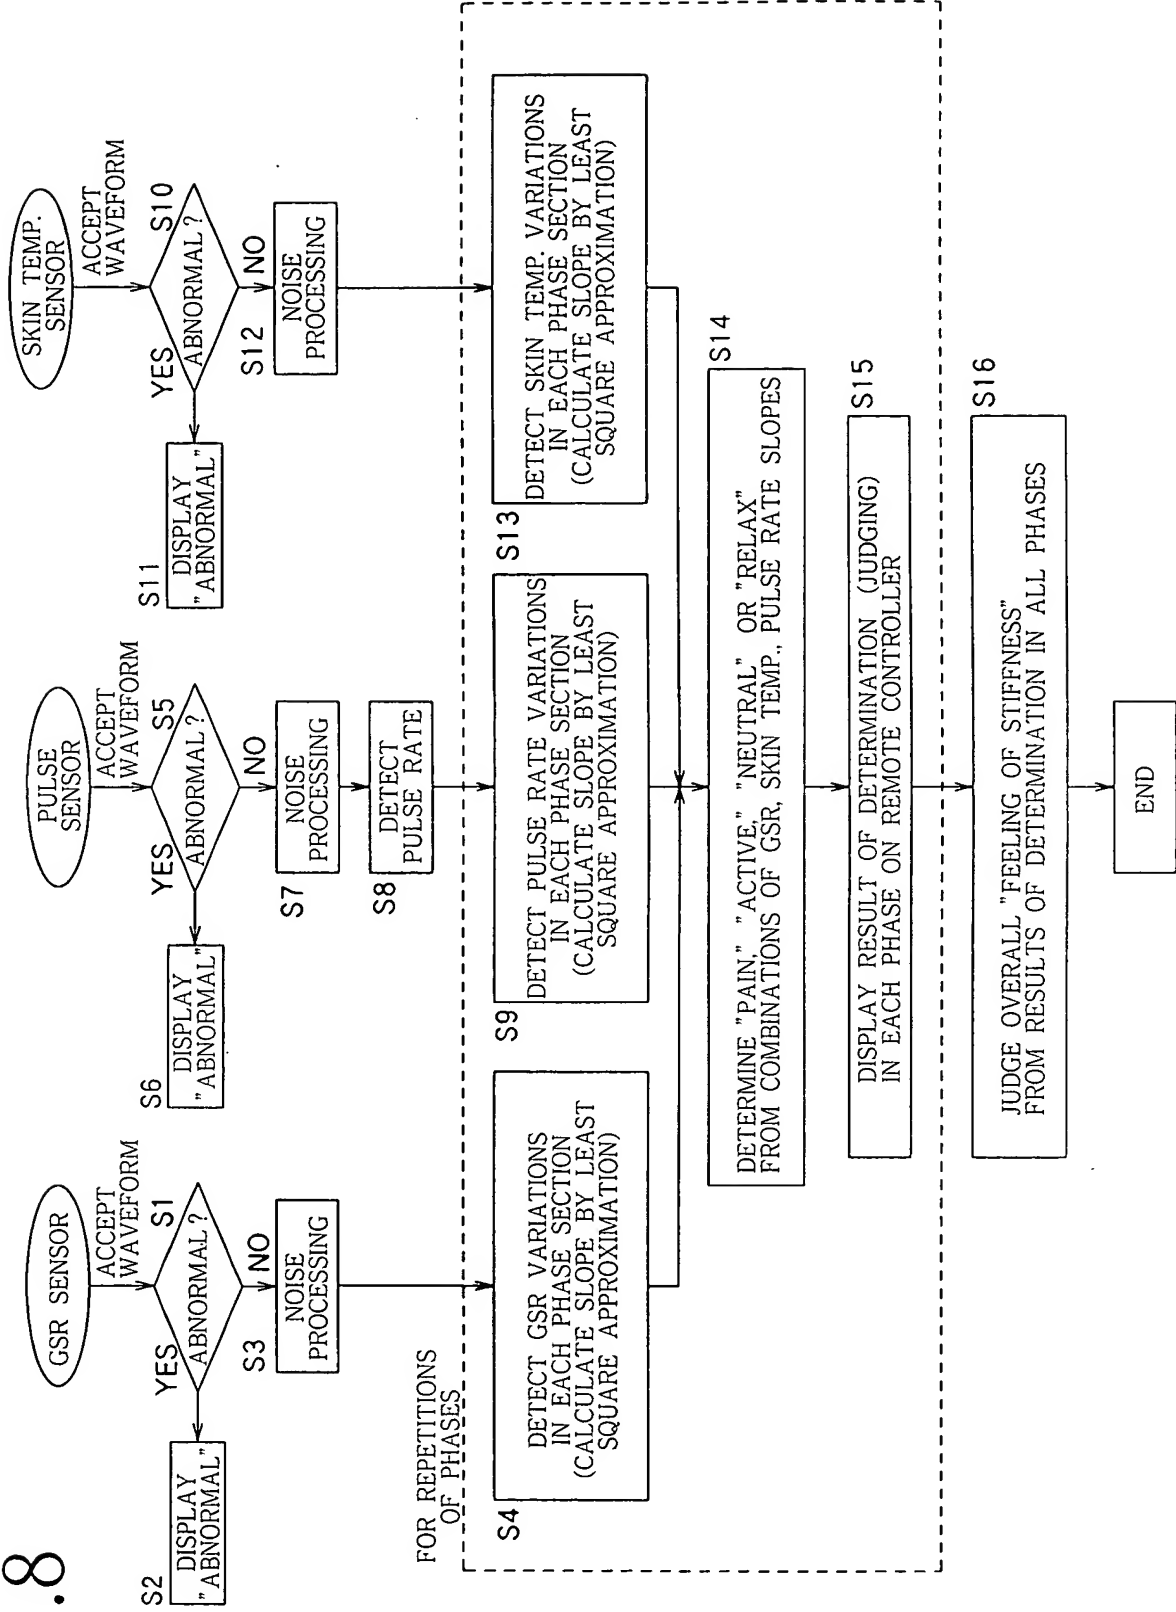 .8
GSR SENSOR
ACCEPT
WAVEFORM
S1
ABNORMAL?
YES
NO
S2
DISPLAY
"ABNORMAL"
S3
NOISE
PROCESSING
PULSE
SENSOR
ACCEPT
WAVEFORM
S5
ABNORMAL?
YES
NO
S6
DISPLAY
"ABNORMAL"
S7
NOISE
PROCESSING
S8
DETECT
PULSE RATE
SKIN TEMP.
SENSOR
ACCEPT
WAVEFORM
S10
ABNORMAL?
YES
NO
S11
DISPLAY
"ABNORMAL"
S12
NOISE
PROCESSING
FOR REPETITIONS
OF PHASES
S4
DETECT GSR VARIATIONS
IN EACH PHASE SECTION
(CALCULATE SLOPE BY LEAST
SQUARE APPROXIMATION)
S9
DETECT PULSE RATE VARIATIONS
IN EACH PHASE SECTION
(CALCULATE SLOPE BY LEAST
SQUARE APPROXIMATION)
S13
DETECT SKIN TEMP. VARIATIONS
IN EACH PHASE SECTION
(CALCULATE SLOPE BY LEAST
SQUARE APPROXIMATION)
S14
DETERMINE "PAIN," "ACTIVE," "NEUTRAL" OR "RELAX"
FROM COMBINATIONS OF GSR, SKIN TEMP., PULSE RATE SLOPES
S15
DISPLAY RESULT OF DETERMINATION (JUDGING)
IN EACH PHASE ON REMOTE CONTROLLER
S16
JUDGE OVERALL "FEELING OF STIFFNESS"
FROM RESULTS OF DETERMINATION IN ALL PHASES
END